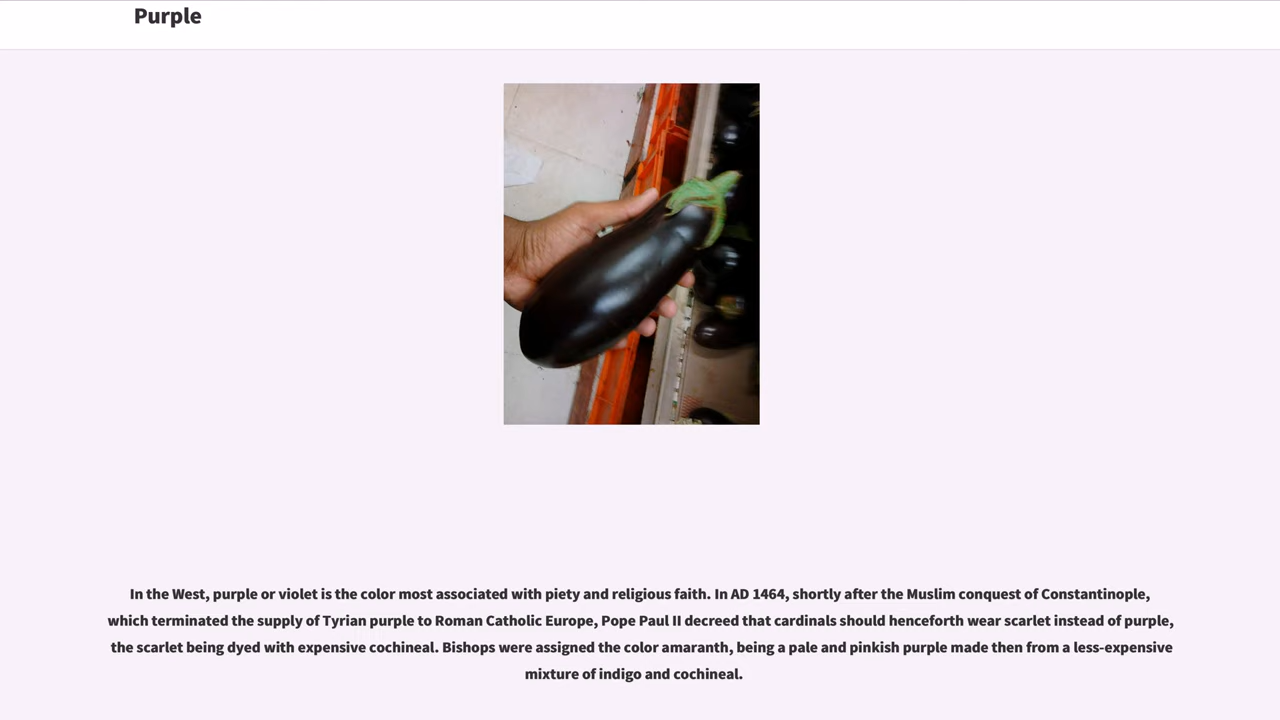 Purple
In the West, purple or violet is the color most associated with piety and religious faith. In AD 1464, shortly after the Muslim conquest of Constantinople,
which terminated the supply of Tyrian purple to Roman Catholic Europe, Pope Paul II decreed that cardinals should henceforth wear scarlet instead of purple,
the scarlet being dyed with expensive cochineal. Bishops were assigned the color amaranth, being a pale and pinkish purple made then from a less-expensive
mixture of indigo and cochineal.